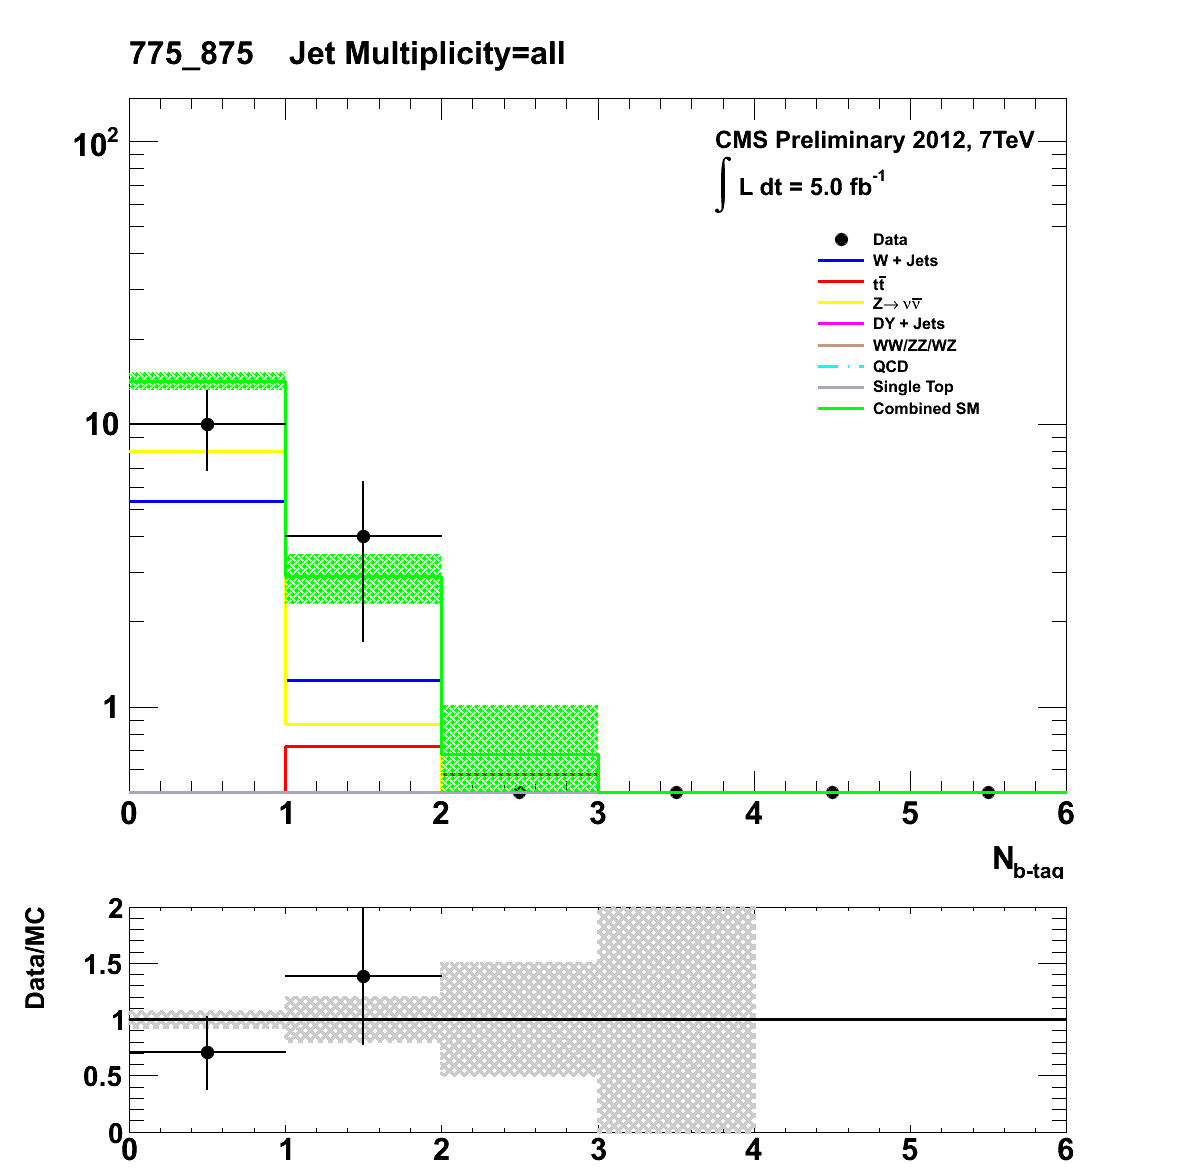 775_875 Jet Multiplicity=all
10²
10
1
CMS Preliminary 2012, 7TeV
∫ L dt = 5.0 fb⁻¹
Data
W + Jets
tt̅
Z→ νν̅
DY + Jets
WW/ZZ/WZ
QCD
Single Top
Combined SM
0 1 2 3 4 5 6
N_b-tag
Data/MC
2
1.5
1
0.5
0
0 1 2 3 4 5 6